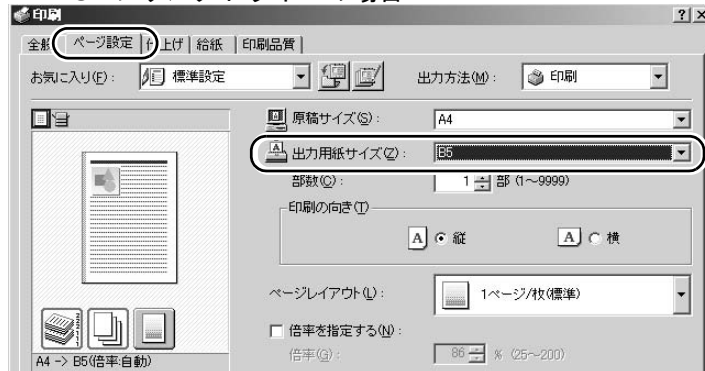 印刷
全般 ページ設定 仕上げ 給紙 印刷品質
お気に入り(F): 標準設定 出力方法(M): 印刷
原稿サイズ(S): A4
出力用紙サイズ(Z): B5
部数(C): 1 部 (1～9999)
印刷の向き(T)
A 縦 A 横
ページレイアウト(L): 1ページ/枚(標準)
倍率を指定する(N):
倍率(G): 86 % (25～200)
A4 -> B5(倍率:自動)